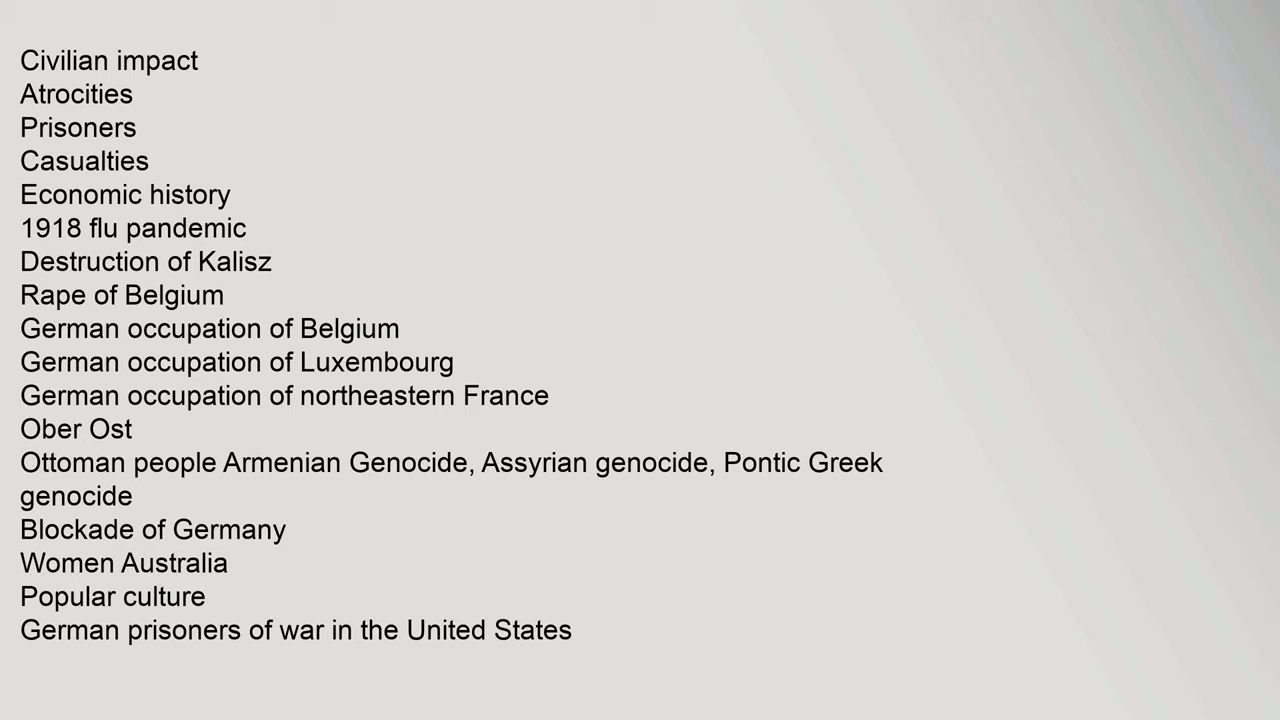 Civilian impact
Atrocities
Prisoners
Casualties
Economic history
1918 flu pandemic
Destruction of Kalisz
Rape of Belgium
German occupation of Belgium
German occupation of Luxembourg
German occupation of northeastern France
Ober Ost
Ottoman people Armenian Genocide, Assyrian genocide, Pontic Greek
genocide
Blockade of Germany
Women Australia
Popular culture
German prisoners of war in the United States